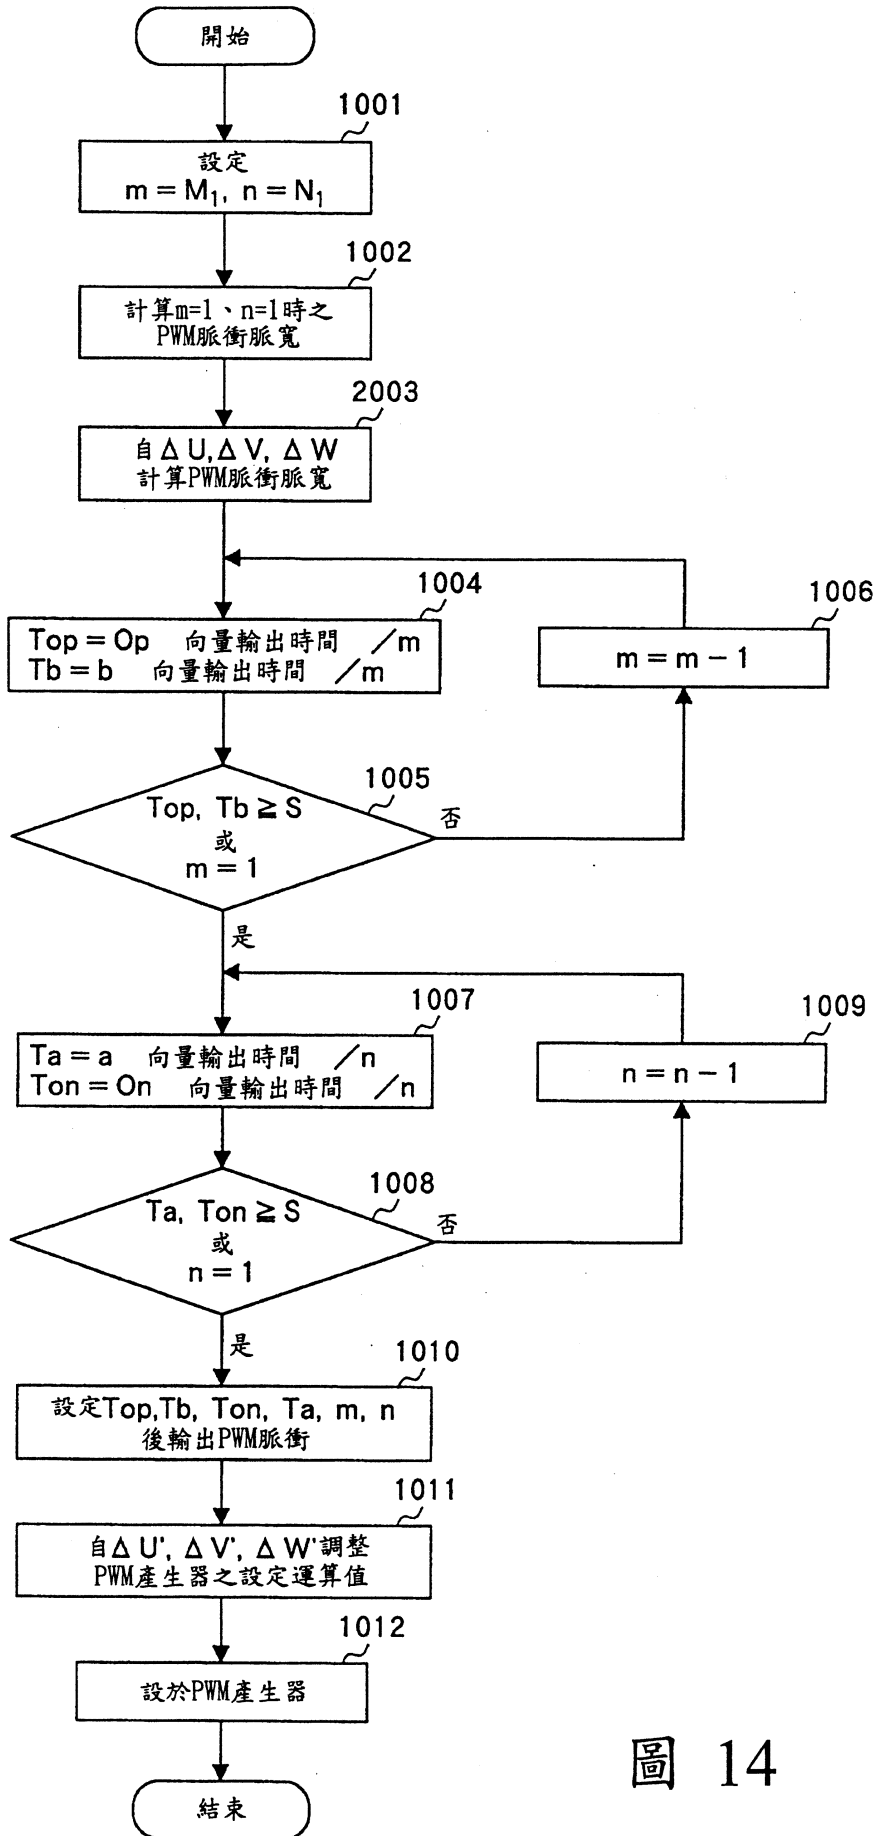 開始
1001
設定
m = M₁, n = N₁
1002
計算m=1、n=1時之
PWM脈衝脈寬
2003
自Δ U,Δ V, Δ W
計算PWM脈衝脈寬
1004
Top = Op 向量輸出時間 ／m
Tb = b 向量輸出時間 ／m
1006
m = m − 1
1005
Top, Tb ≧ S
或
m = 1
否
是
1007
Ta = a 向量輸出時間 ／n
Ton = On 向量輸出時間 ／n
1009
n = n − 1
1008
Ta, Ton ≧ S
或
n = 1
否
是
1010
設定Top,Tb, Ton, Ta, m, n
後輸出PWM脈衝
1011
自Δ U', Δ V', Δ W'調整
PWM產生器之設定運算值
1012
設於PWM產生器
結束
圖 14